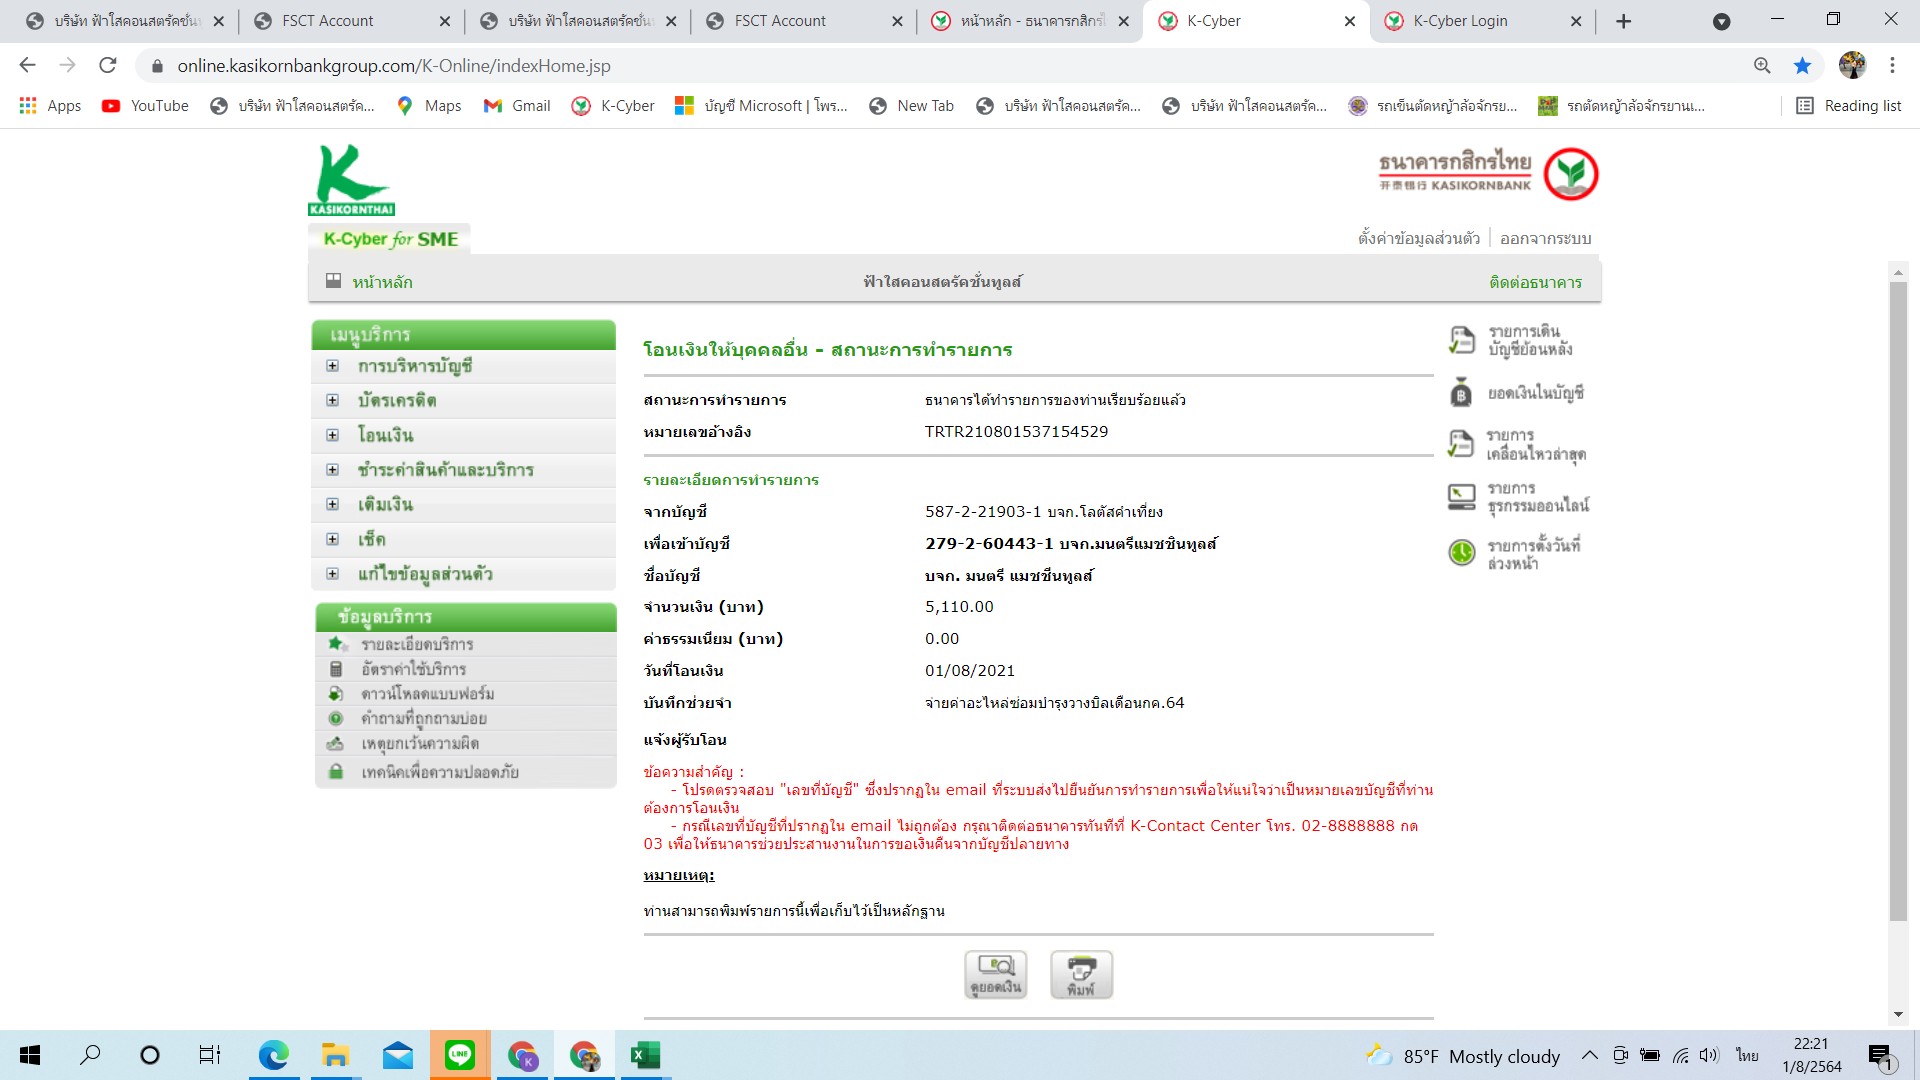 บริษัท ฟ้าใสคอนสตรัคชั่น
FSCT Account
บริษัท ฟ้าใสคอนสตรัคชั่น
FSCT Account
หน้าหลัก - ธนาคารกสิกรไ
K-Cyber
K-Cyber Login
online.kasikornbankgroup.com/K-Online/indexHome.jsp
Apps
YouTube
บริษัท ฟ้าใสคอนสตรัค...
Maps
Gmail
K-Cyber
บัญชี Microsoft | โพร...
New Tab
บริษัท ฟ้าใสคอนสตรัค...
บริษัท ฟ้าใสคอนสตรัค...
รถเข็นตัดหญ้าล้อจักรย...
รถตัดหญ้าล้อจักรยานเ...
Reading list
K
KASIKORNTHAI
ธนาคารกสิกรไทย
开泰银行 KASIKORNBANK
K-Cyber for SME
ตั้งค่าข้อมูลส่วนตัว
ออกจากระบบ
หน้าหลัก
ฟ้าใสคอนสตรัคชั่นทูลส์
ติดต่อธนาคาร
เมนูบริการ
การบริหารบัญชี
บัตรเครดิต
โอนเงิน
ชำระค่าสินค้าและบริการ
เติมเงิน
เช็ค
แก้ไขข้อมูลส่วนตัว
ข้อมูลบริการ
รายละเอียดบริการ
อัตราค่าใช้บริการ
ดาวน์โหลดแบบฟอร์ม
คำถามที่ถูกถามบ่อย
เหตุยกเว้นความผิด
เทคนิคเพื่อความปลอดภัย
โอนเงินให้บุคคลอื่น - สถานะการทำรายการ
สถานะการทำรายการ ธนาคารได้ทำรายการของท่านเรียบร้อยแล้ว
หมายเลขอ้างอิง TRTR210801537154529
รายละเอียดการทำรายการ
จากบัญชี 587-2-21903-1 บจก.โลตัสคำเที่ยง
เพื่อเข้าบัญชี 279-2-60443-1 บจก.มนตรีแมชชินทูลส์
ชื่อบัญชี บจก. มนตรี แมชชีนทูลส์
จำนวนเงิน (บาท) 5,110.00
ค่าธรรมเนียม (บาท) 0.00
วันที่โอนเงิน 01/08/2021
บันทึกช่วยจำ จ่ายค่าอะไหล่ซ่อมบำรุงวางบิลเดือนกค.64
แจ้งผู้รับโอน
ข้อความสำคัญ :
- โปรดตรวจสอบ "เลขที่บัญชี" ซึ่งปรากฏใน email ที่ระบบส่งไปยืนยันการทำรายการเพื่อให้แน่ใจว่าเป็นหมายเลขบัญชีที่ท่าน
ต้องการโอนเงิน
- กรณีเลขที่บัญชีที่ปรากฏใน email ไม่ถูกต้อง กรุณาติดต่อธนาคารทันทีที่ K-Contact Center โทร. 02-8888888 กด
03 เพื่อให้ธนาคารช่วยประสานงานในการขอเงินคืนจากบัญชีปลายทาง
หมายเหตุ:
ท่านสามารถพิมพ์รายการนี้เพื่อเก็บไว้เป็นหลักฐาน
ดูยอดเงิน
พิมพ์
รายการเดิน
บัญชีย้อนหลัง
ยอดเงินในบัญชี
รายการ
เคลื่อนไหวล่าสุด
รายการ
ธุรกรรมออนไลน์
รายการตั้งวันที่
ล่วงหน้า
LINE
K
85°F Mostly cloudy
ไทย
22:21
1/8/2564
1